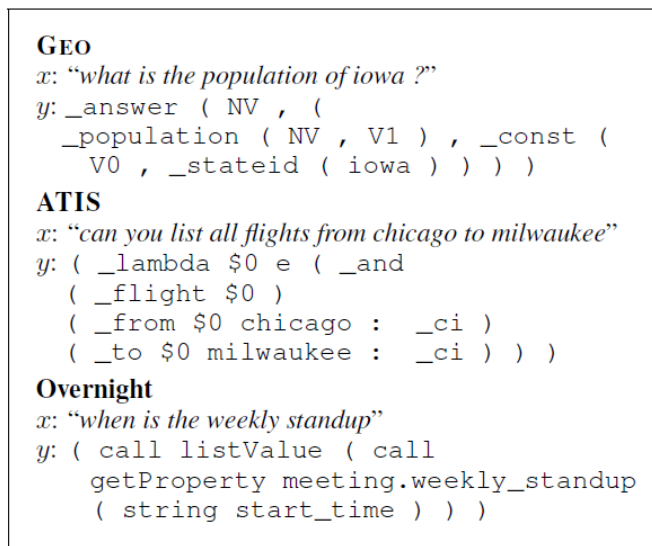 GEO
x: “what is the population of iowa ?”
y: _answer ( NV , (
_population ( NV , V1 ) , _const (
V0 , _stateid ( iowa ) ) ) )
ATIS
x: “can you list all flights from chicago to milwaukee”
y: ( _lambda $0 e ( _and
( _flight $0 )
( _from $0 chicago : _ci )
( _to $0 milwaukee : _ci ) ) )
Overnight
x: “when is the weekly standup”
y: ( call listValue ( call
getProperty meeting.weekly_standup
( string start_time ) ) )